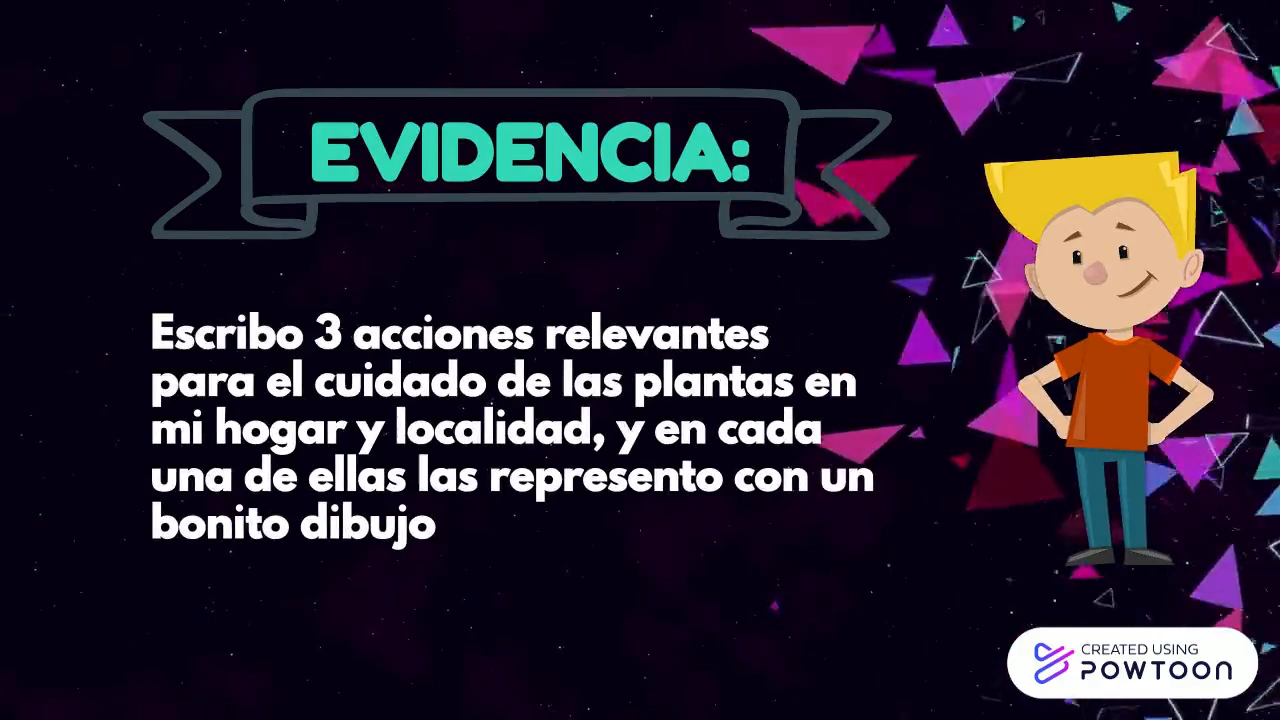 EVIDENCIA:
Escribo 3 acciones relevantes
para el cuidado de las plantas en
mi hogar y localidad, y en cada
una de ellas las represento con un
bonito dibujo
CREATED USING
POWTOON